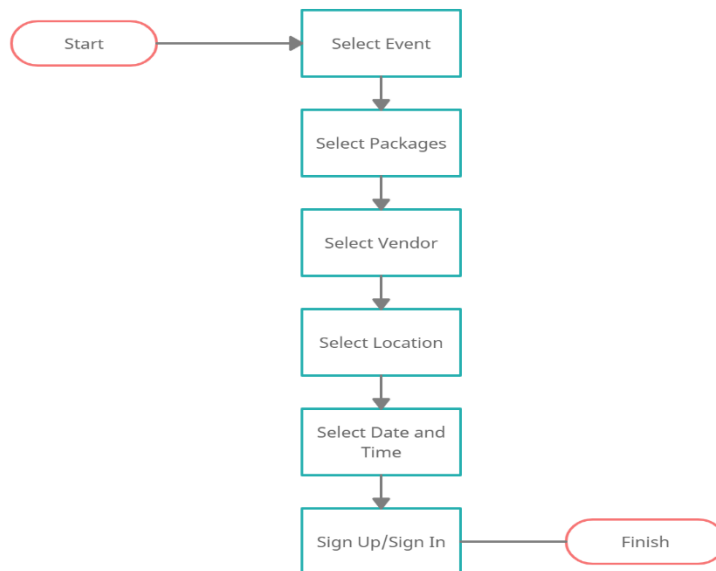 Start
Select Event
Select Packages
Select Vendor
Select Location
Select Date and
Time
Sign Up/Sign In
Finish